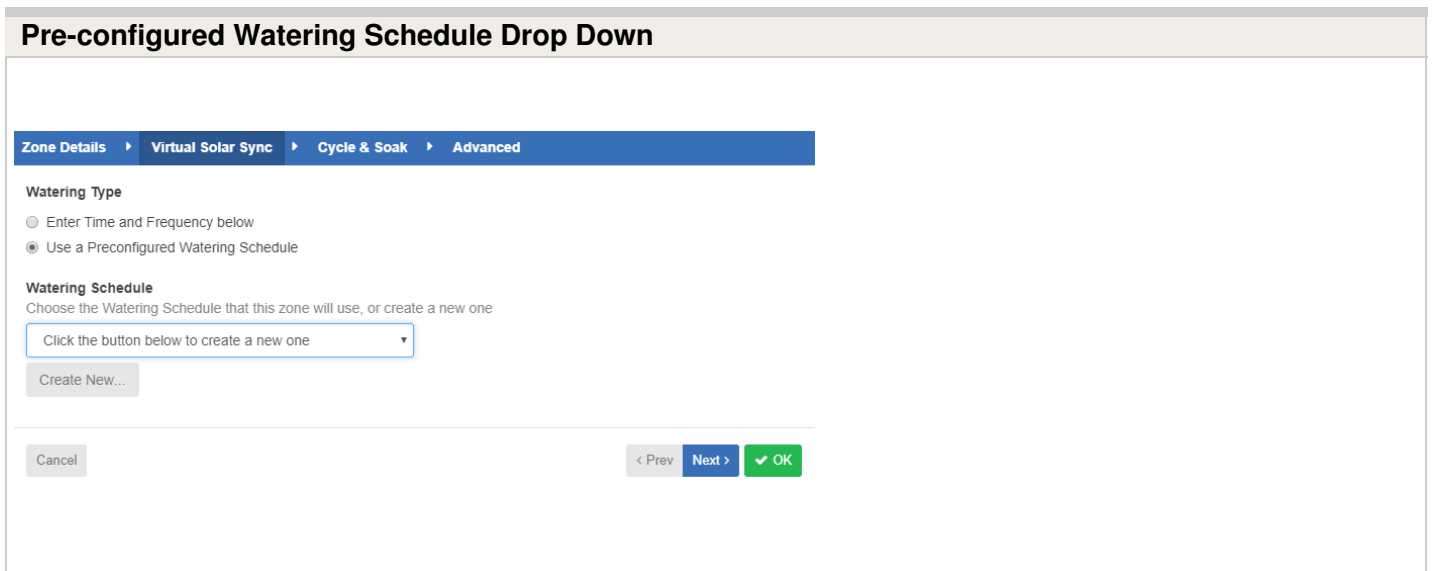 Pre-configured Watering Schedule Drop Down
Zone Details Virtual Solar Sync Cycle & Soak Advanced
Watering Type
Enter Time and Frequency below
Use a Preconfigured Watering Schedule
Watering Schedule
Choose the Watering Schedule that this zone will use, or create a new one
Click the button below to create a new one
Create New...
Cancel < Prev Next > OK